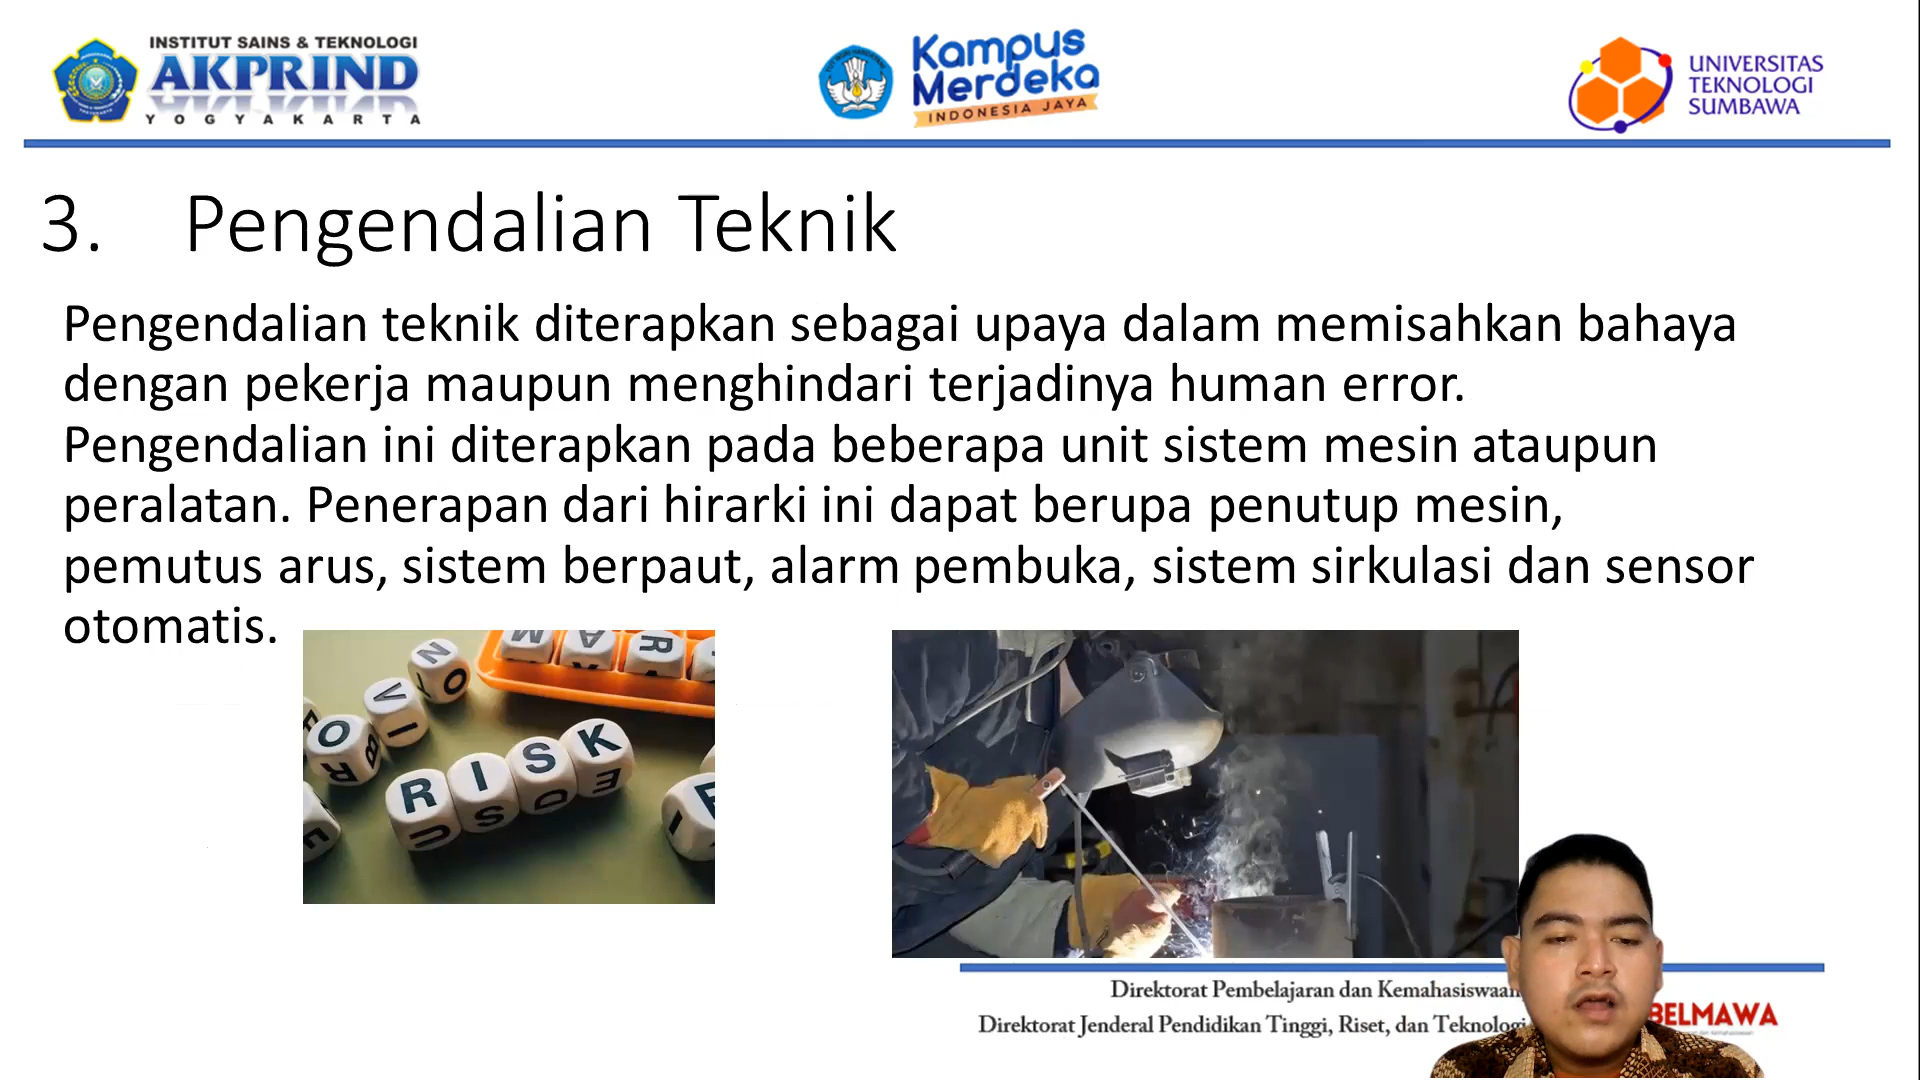 INSTITUT SAINS & TEKNOLOGI
AKPRIND
YOGYAKARTA
Kampus
Merdeka
INDONESIA JAYA
UNIVERSITAS
TEKNOLOGI
SUMBAWA
3. Pengendalian Teknik
Pengendalian teknik diterapkan sebagai upaya dalam memisahkan bahaya
dengan pekerja maupun menghindari terjadinya human error.
Pengendalian ini diterapkan pada beberapa unit sistem mesin ataupun
peralatan. Penerapan dari hirarki ini dapat berupa penutup mesin,
pemutus arus, sistem berpaut, alarm pembuka, sistem sirkulasi dan sensor
otomatis.
RISK
Direktorat Pembelajaran dan Kemahasiswaan
Direktorat Jenderal Pendidikan Tinggi, Riset, dan Teknologi
BELMAWA